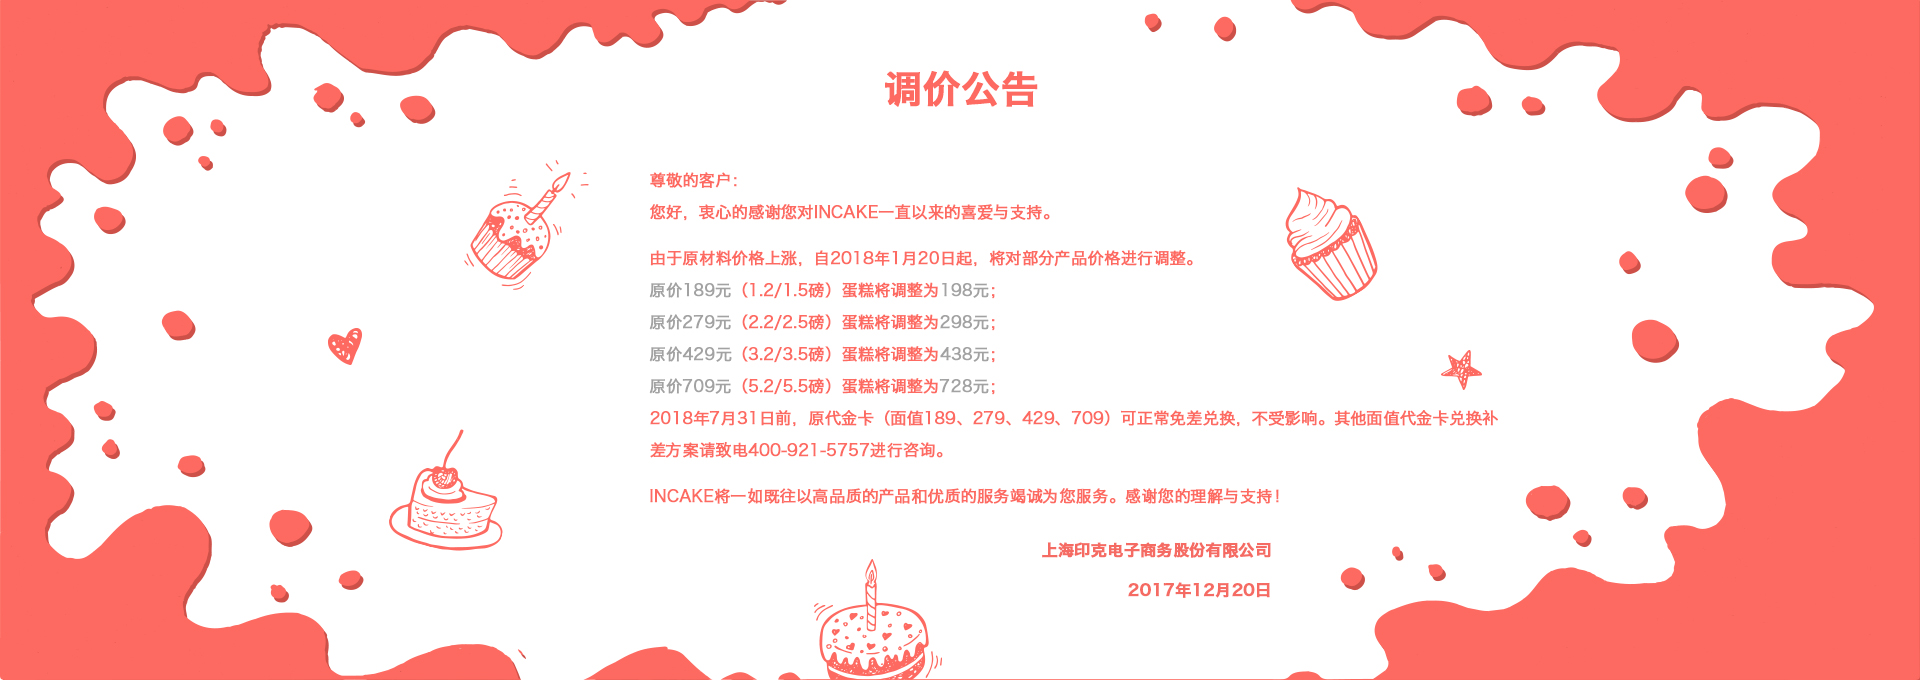 调价公告
尊敬的客户：
您好，衷心的感谢您对INCAKE一直以来的喜爱与支持。
由于原材料价格上涨，自2018年1月20日起，将对部分产品价格进行调整。
原价189元（1.2/1.5磅）蛋糕将调整为198元；
原价279元（2.2/2.5磅）蛋糕将调整为298元；
原价429元（3.2/3.5磅）蛋糕将调整为438元；
原价709元（5.2/5.5磅）蛋糕将调整为728元；
2018年7月31日前，原代金卡（面值189、279、429、709）可正常免差兑换，不受影响。其他面值代金卡兑换补
差方案请致电400-921-5757进行咨询。
INCAKE将一如既往以高品质的产品和优质的服务竭诚为您服务。感谢您的理解与支持！
上海印克电子商务股份有限公司
2017年12月20日